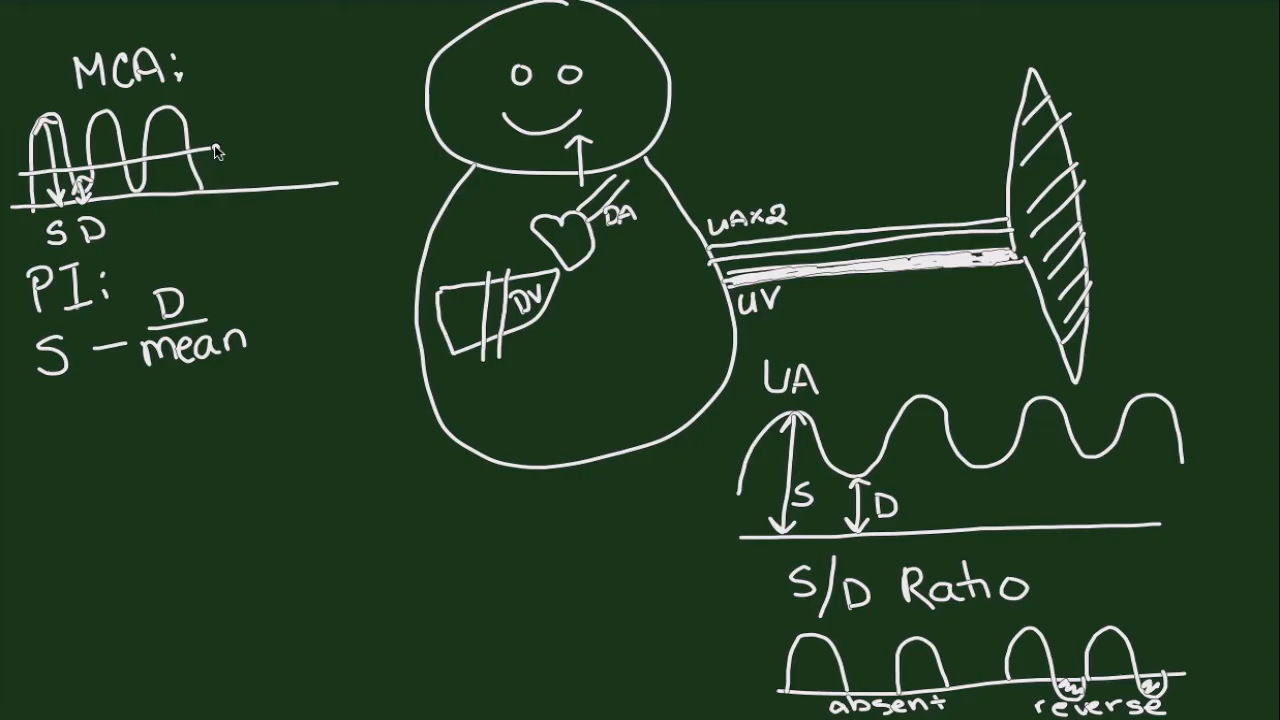 MCA:
S D
PI:
S - D/mean
DA
DV
UAx2
UV
UA
S
D
S/D Ratio
absent reverse